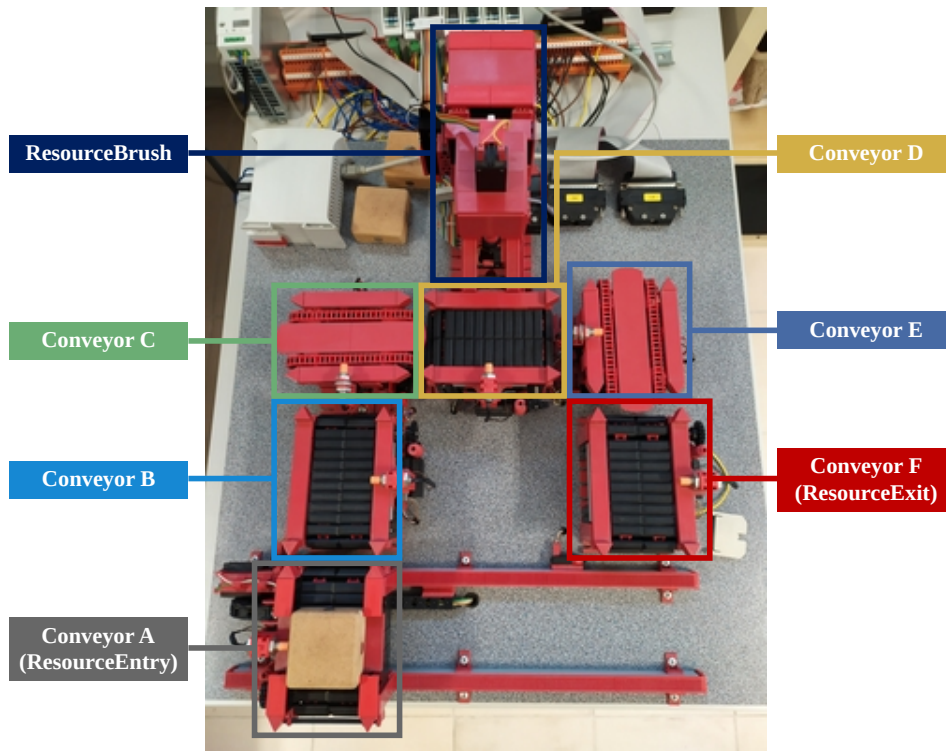 ResourceBrush
Conveyor D
Conveyor C
Conveyor E
Conveyor B
Conveyor F
(ResourceExit)
Conveyor A
(ResourceEntry)